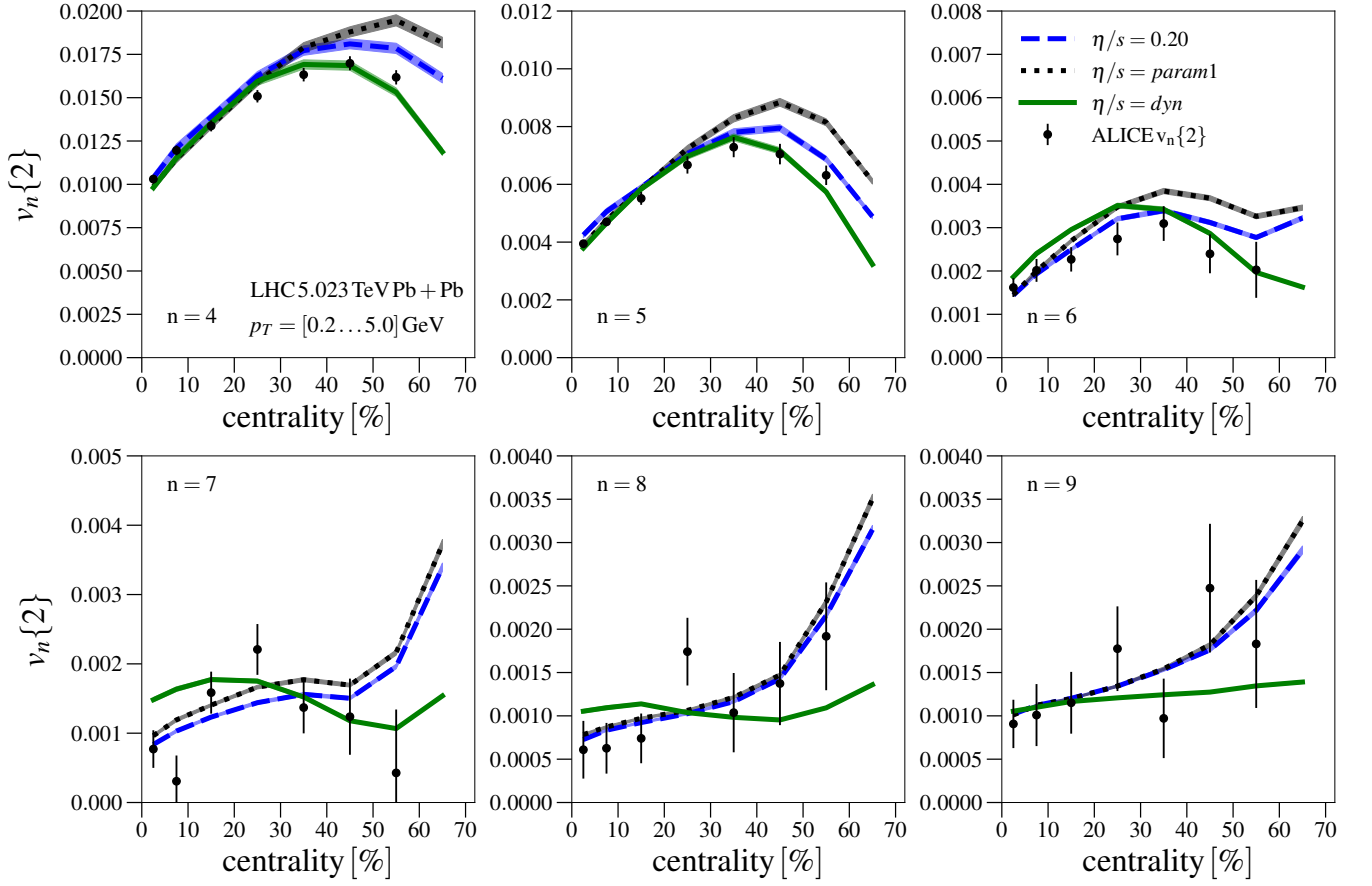 0.0200
0.0175
0.0150
0.0125
0.0100
0.0075
0.0050
0.0025
0.0000
vₙ{2}
LHC 5.023 TeV Pb + Pb
n = 4
p_T = [0.2…5.0] GeV
0 10 20 30 40 50 60 70
centrality [%]
0.012
0.010
0.008
0.006
0.004
0.002
0.000
n = 5
0 10 20 30 40 50 60 70
centrality [%]
0.008
0.007
0.006
0.005
0.004
0.003
0.002
0.001
0.000
η/s = 0.20
η/s = param1
η/s = dyn
ALICE vₙ{2}
n = 6
0 10 20 30 40 50 60 70
centrality [%]
0.005
0.004
0.003
0.002
0.001
0.000
vₙ{2}
n = 7
0 10 20 30 40 50 60 70
centrality [%]
0.0040
0.0035
0.0030
0.0025
0.0020
0.0015
0.0010
0.0005
0.0000
n = 8
0 10 20 30 40 50 60 70
centrality [%]
0.0040
0.0035
0.0030
0.0025
0.0020
0.0015
0.0010
0.0005
0.0000
n = 9
0 10 20 30 40 50 60 70
centrality [%]